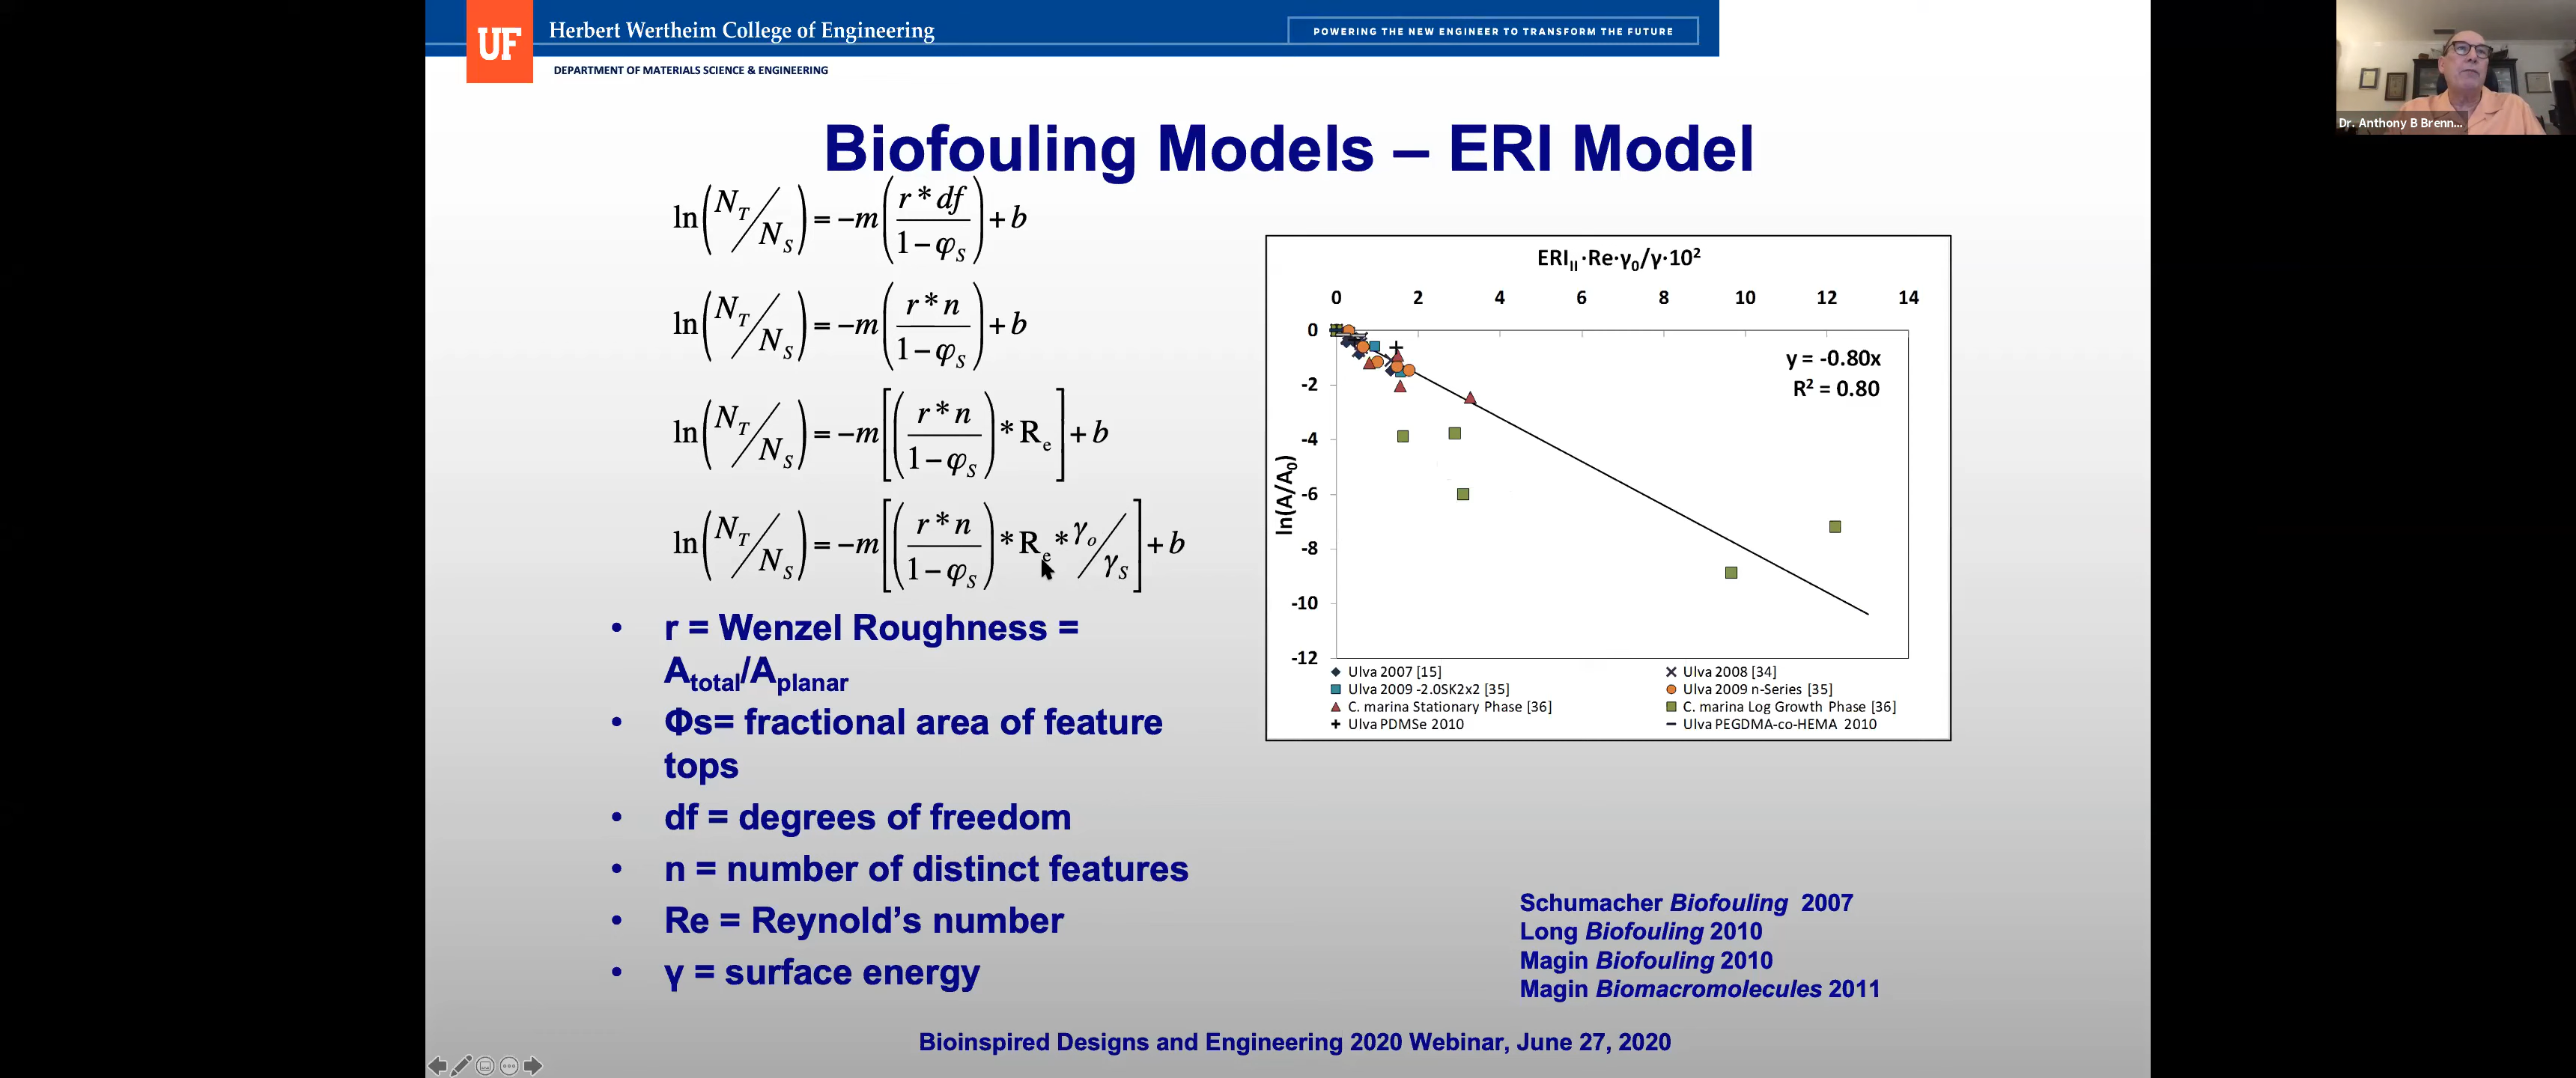 UF
Herbert Wertheim College of Engineering
POWERING THE NEW ENGINEER TO TRANSFORM THE FUTURE
DEPARTMENT OF MATERIALS SCIENCE & ENGINEERING
Dr. Anthony B Brenn...
Biofouling Models – ERI Model
ln(N_T/N_S) = −m(r * df / 1−φ_S) + b
ln(N_T/N_S) = −m(r * n / 1−φ_S) + b
ln(N_T/N_S) = −m[(r * n / 1−φ_S) * R_e] + b
ln(N_T/N_S) = −m[(r * n / 1−φ_S) * R_e * γ_o/γ_S] + b
• r = Wenzel Roughness =
A_total/A_planar
• Φs= fractional area of feature
tops
• df = degrees of freedom
• n = number of distinct features
• Re = Reynold’s number
• γ = surface energy
ERI_II·Re·γ_0/γ·10²
0 2 4 6 8 10 12 14
0
-2
-4
-6
-8
-10
-12
ln(A/A_0)
y = -0.80x
R² = 0.80
Ulva 2007 [15]
Ulva 2008 [34]
Ulva 2009 -2.0SK2x2 [35]
Ulva 2009 n-Series [35]
C. marina Stationary Phase [36]
C. marina Log Growth Phase [36]
Ulva PDMSe 2010
Ulva PEGDMA-co-HEMA 2010
Schumacher Biofouling 2007
Long Biofouling 2010
Magin Biofouling 2010
Magin Biomacromolecules 2011
Bioinspired Designs and Engineering 2020 Webinar, June 27, 2020